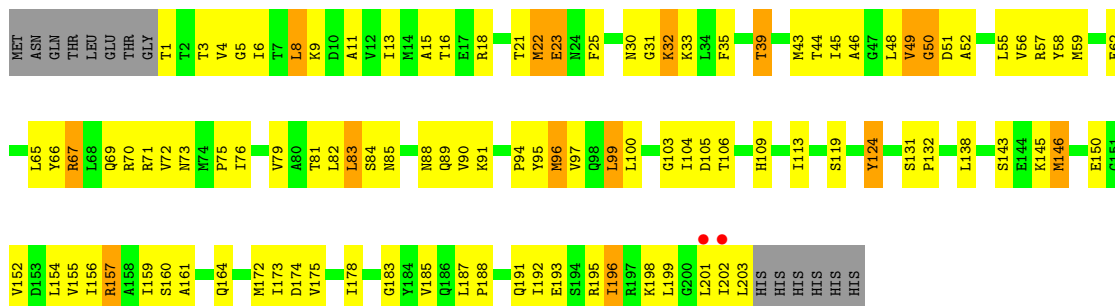 MET ASN GLN THR LEU GLU THR GLY T1 T2 T3 V4 G5 I6 T7 L8 K9 D10 A11 V12 I13 M14 A15 T16 E17 R18 T21 M22 E23 N24 F25 N30 G31 K32 K33 L34 F35 T39 M43 T44 I45 A46 G47 L48 V49 G50 D51 A52 L55 V56 R57 Y58 M59
L65 Y66 R67 L68 Q69 R70 R71 V72 N73 M74 P75 I76 V79 A80 T81 L82 L83 S84 N85 N88 Q89 V90 K91 P94 Y95 M96 V97 Q98 L99 L100 G103 I104 D105 T106 H109 I113 S119 Y124 S131 P132 L138 S143 E144 K145 M146 E150
V152 D153 L154 V155 I156 R157 A158 I159 S160 A161 Q164 M172 I173 D174 V175 I178 G183 Y184 V185 Q186 L187 P188 Q191 I192 E193 S194 R195 I196 R197 K198 L199 G200 L201 I202 L203 HIS HIS HIS HIS HIS HIS